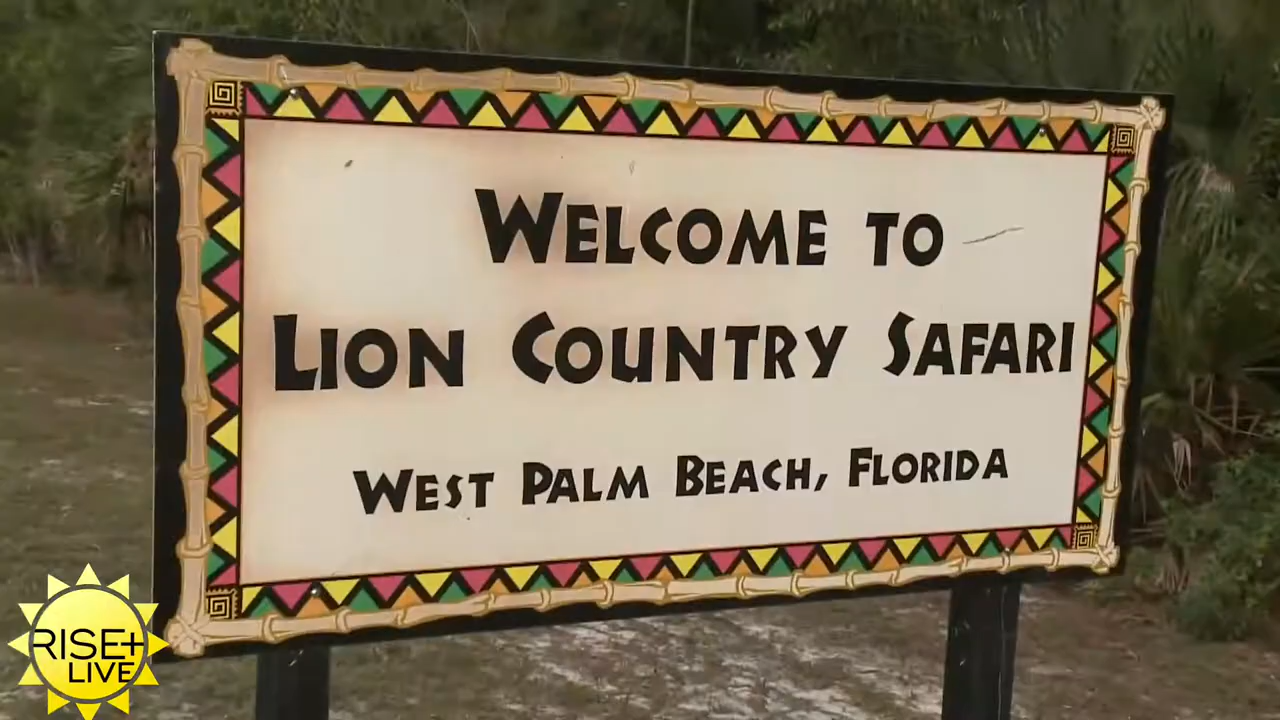 WELCOME TO
LION COUNTRY SAFARI
WEST PALM BEACH, FLORIDA
RISE+
LIVE